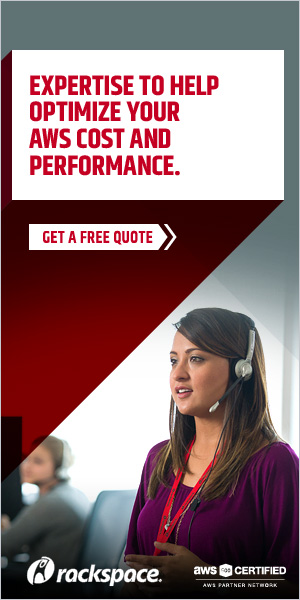 EXPERTISE TO HELP
OPTIMIZE YOUR
AWS COST AND
PERFORMANCE.
GET A FREE QUOTE
rackspace.
aws CERTIFIED
AWS PARTNER NETWORK